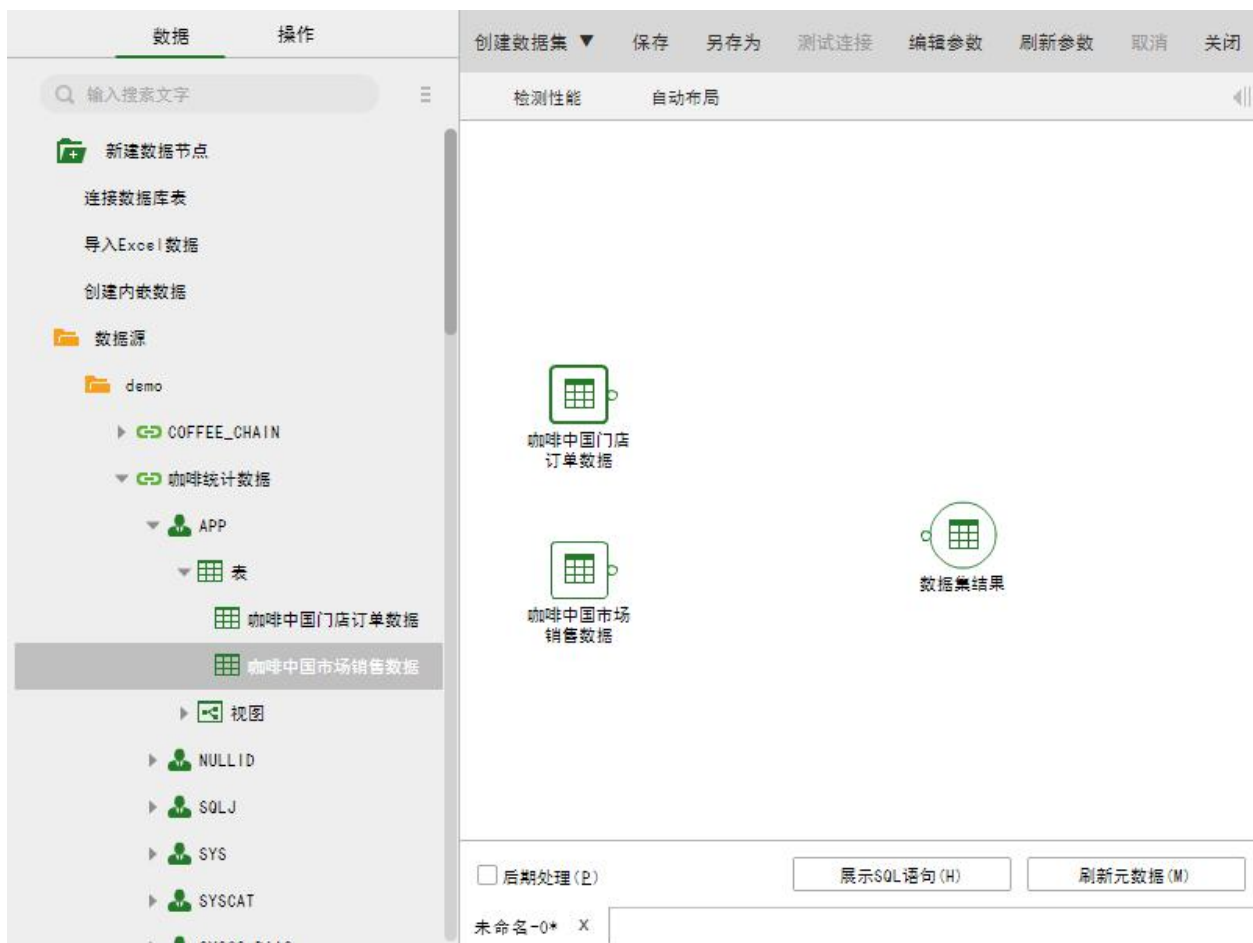 数据 操作
输入搜索文字
新建数据节点
连接数据库表
导入Excel数据
创建内嵌数据
数据源
demo
COFFEE_CHAIN
咖啡统计数据
APP
表
咖啡中国门店订单数据
咖啡中国市场销售数据
视图
NULLID
SQLJ
SYS
SYSCAT
创建数据集 ▼ 保存 另存为 测试连接 编辑参数 刷新参数 取消 关闭
检测性能 自动布局
咖啡中国门店
订单数据
咖啡中国市场
销售数据
数据集结果
后期处理(P) 展示SQL语句(H) 刷新元数据(M)
未命名-0* X